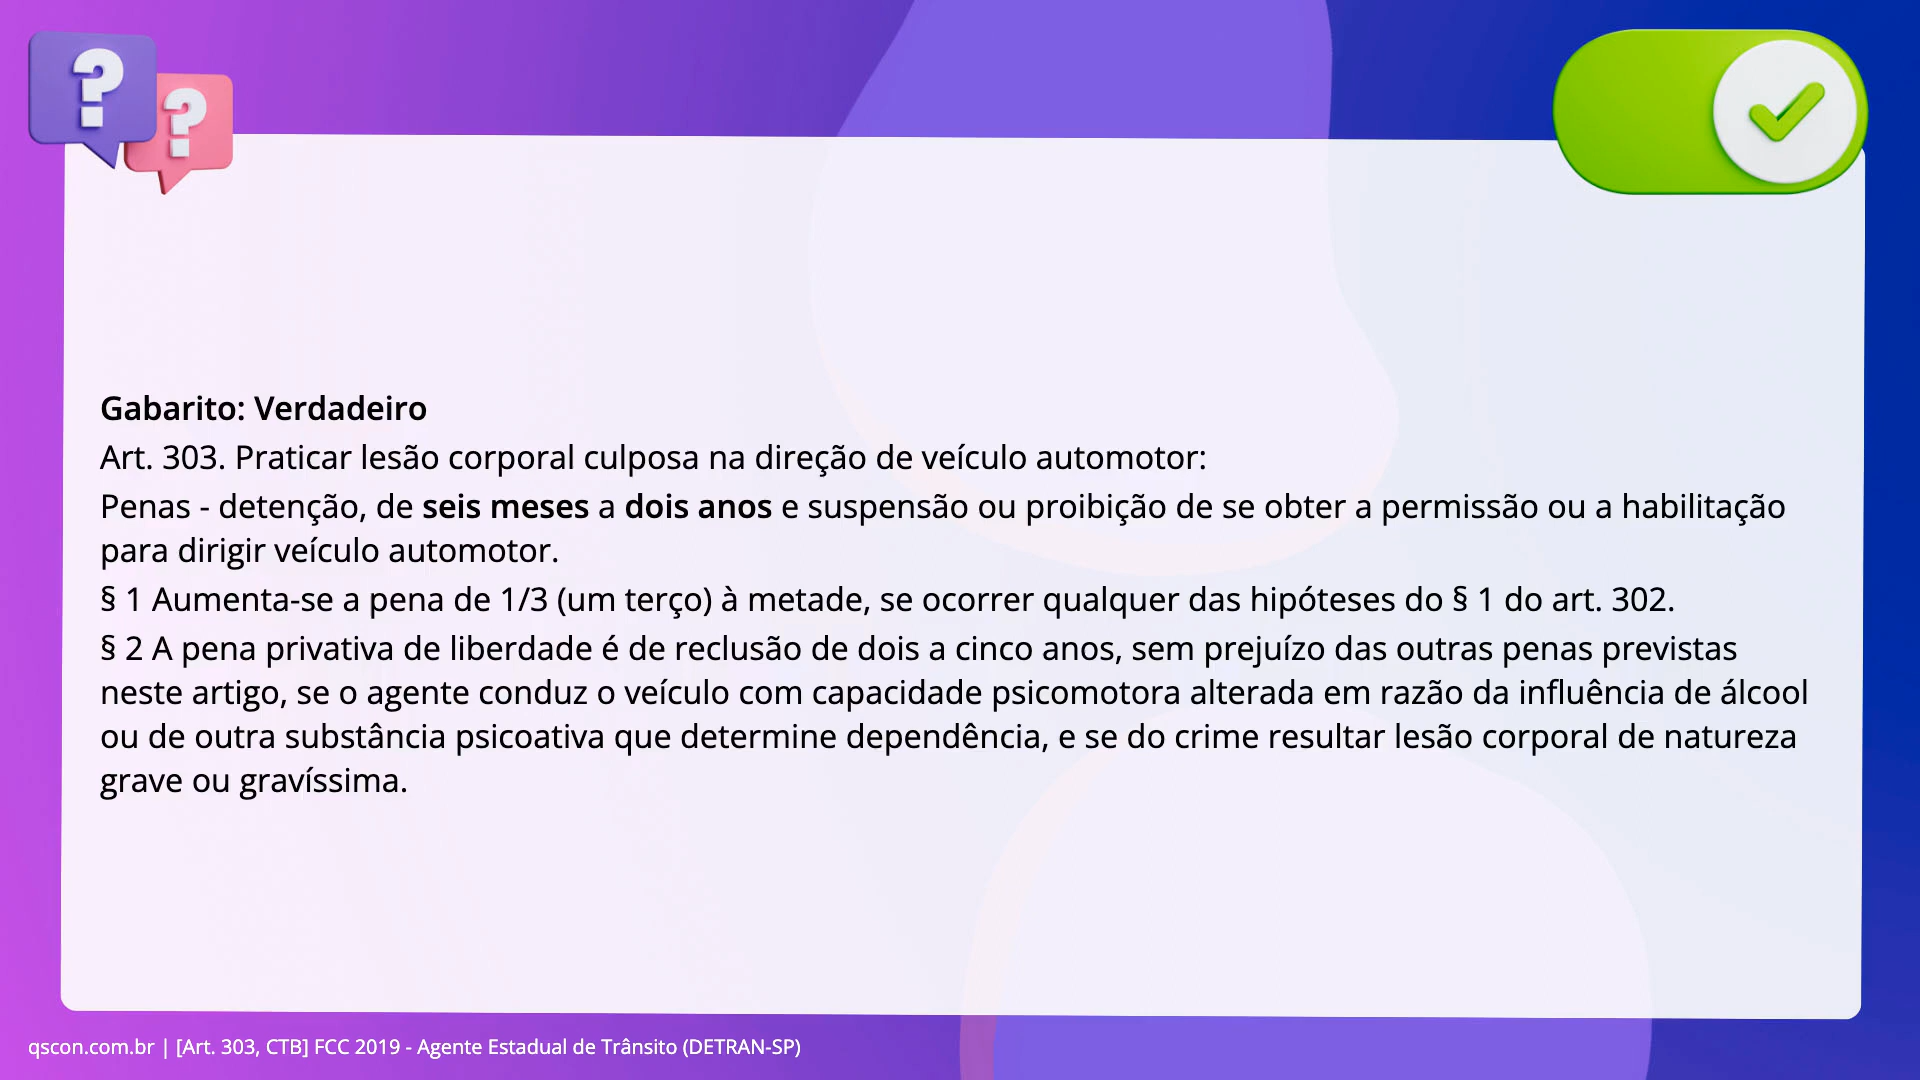 Gabarito: Verdadeiro
Art. 303. Praticar lesão corporal culposa na direção de veículo automotor:
Penas - detenção, de seis meses a dois anos e suspensão ou proibição de se obter a permissão ou a habilitação
para dirigir veículo automotor.
§ 1 Aumenta-se a pena de 1/3 (um terço) à metade, se ocorrer qualquer das hipóteses do § 1 do art. 302.
§ 2 A pena privativa de liberdade é de reclusão de dois a cinco anos, sem prejuízo das outras penas previstas
neste artigo, se o agente conduz o veículo com capacidade psicomotora alterada em razão da influência de álcool
ou de outra substância psicoativa que determine dependência, e se do crime resultar lesão corporal de natureza
grave ou gravíssima.
qscon.com.br | [Art. 303, CTB] FCC 2019 - Agente Estadual de Trânsito (DETRAN-SP)